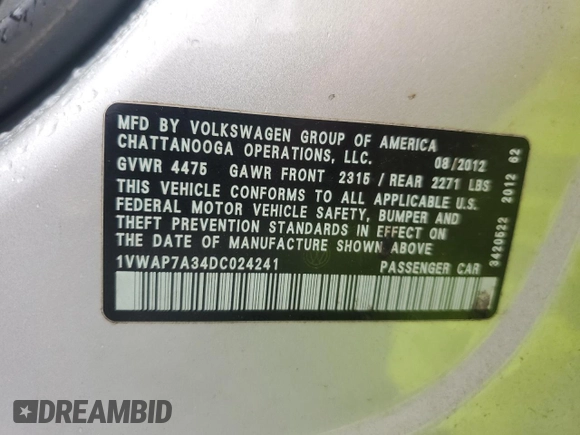 MFD BY VOLKSWAGEN GROUP OF AMERICA
CHATTANOOGA OPERATIONS, LLC. 08/2012
GVWR 4475 GAWR FRONT 2315 / REAR 2271 LBS
THIS VEHICLE CONFORMS TO ALL APPLICABLE U.S.
FEDERAL MOTOR VEHICLE SAFETY, BUMPER AND
THEFT PREVENTION STANDARDS IN EFFECT ON
THE DATE OF MANUFACTURE SHOWN ABOVE.
1VWAP7A34DC024241 PASSENGER CAR
3420522 2012 62
DREAMBID